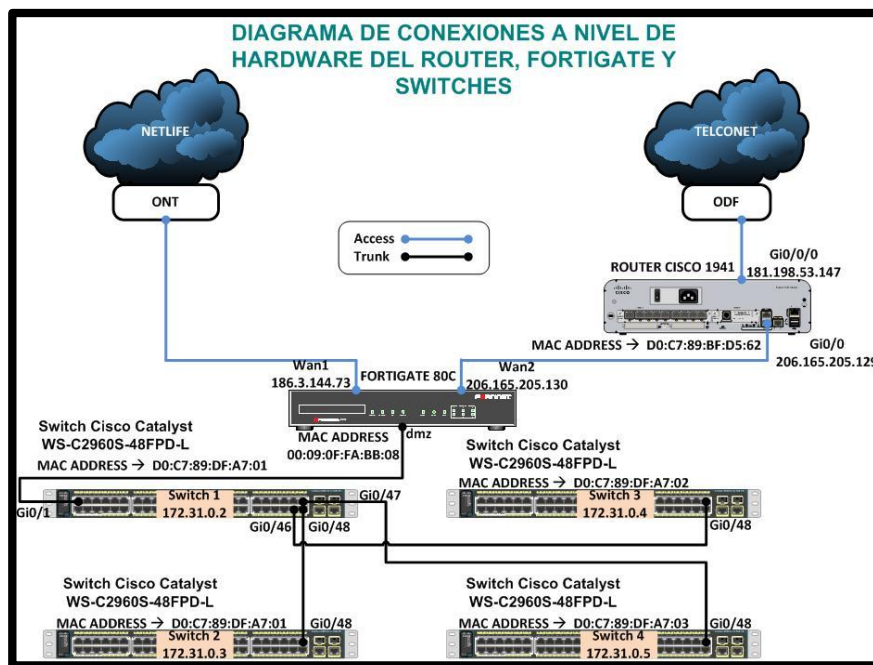 DIAGRAMA DE CONEXIONES A NIVEL DE
HARDWARE DEL ROUTER, FORTIGATE Y
SWITCHES
NETLIFE
TELCONET
ONT
ODF
Access
Trunk
ROUTER CISCO 1941
Gi0/0/0
181.198.53.147
CISCO
MAC ADDRESS → D0:C7:89:BF:D5:62
Gi0/0
206.165.205.129
Wan1
186.3.144.73
FORTIGATE 80C
Wan2
206.165.205.130
FORTINET
MAC ADDRESS
00:09:0F:FA:BB:08
dmz
Switch Cisco Catalyst
WS-C2960S-48FPD-L
MAC ADDRESS → D0:C7:89:DF:A7:01
Switch 1
172.31.0.2
Gi0/1
Gi0/46
Gi0/47
Gi0/48
Switch Cisco Catalyst
WS-C2960S-48FPD-L
MAC ADDRESS → D0:C7:89:DF:A7:02
Switch 3
172.31.0.4
Gi0/48
Switch Cisco Catalyst
WS-C2960S-48FPD-L
MAC ADDRESS → D0:C7:89:DF:A7:01
Gi0/48
Switch 2
172.31.0.3
Switch Cisco Catalyst
WS-C2960S-48FPD-L
MAC ADDRESS → D0:C7:89:DF:A7:03
Gi0/48
Switch 4
172.31.0.5